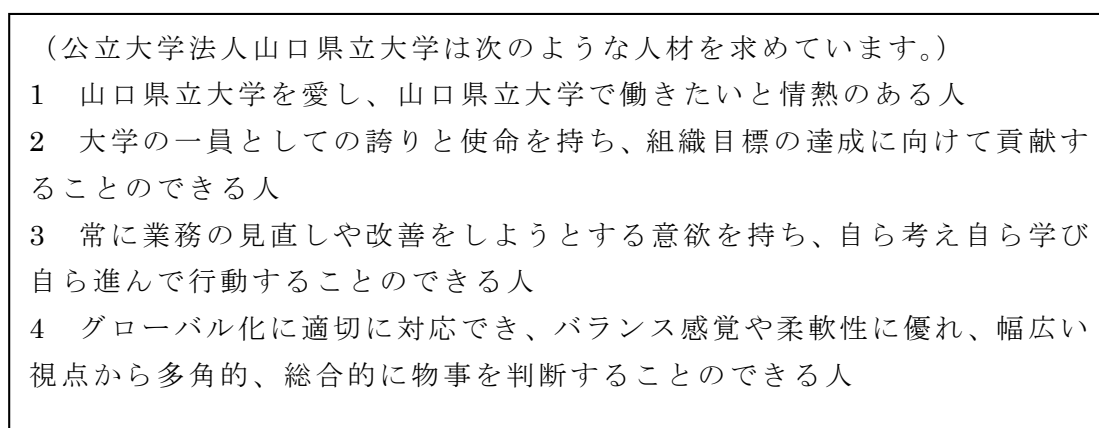 （公立大学法人山口県立大学は次のような人材を求めています。）
1　山口県立大学を愛し、山口県立大学で働きたいと情熱のある人
2　大学の一員としての誇りと使命を持ち、組織目標の達成に向けて貢献す
ることのできる人
3　常に業務の見直しや改善をしようとする意欲を持ち、自ら考え自ら学び
自ら進んで行動することのできる人
4　グローバル化に適切に対応でき、バランス感覚や柔軟性に優れ、幅広い
視点から多角的、総合的に物事を判断することのできる人